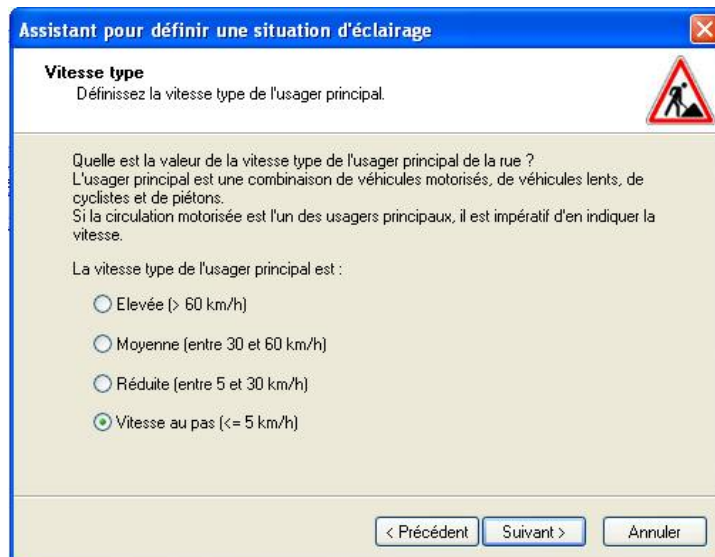 Assistant pour définir une situation d'éclairage
Vitesse type
Définissez la vitesse type de l'usager principal.
Quelle est la valeur de la vitesse type de l'usager principal de la rue ?
L'usager principal est une combinaison de véhicules motorisés, de véhicules lents, de
cyclistes et de piétons.
Si la circulation motorisée est l'un des usagers principaux, il est impératif d'en indiquer la
vitesse.
La vitesse type de l'usager principal est :
Elevée (> 60 km/h)
Moyenne (entre 30 et 60 km/h)
Réduite (entre 5 et 30 km/h)
Vitesse au pas (<= 5 km/h)
< Précédent Suivant > Annuler